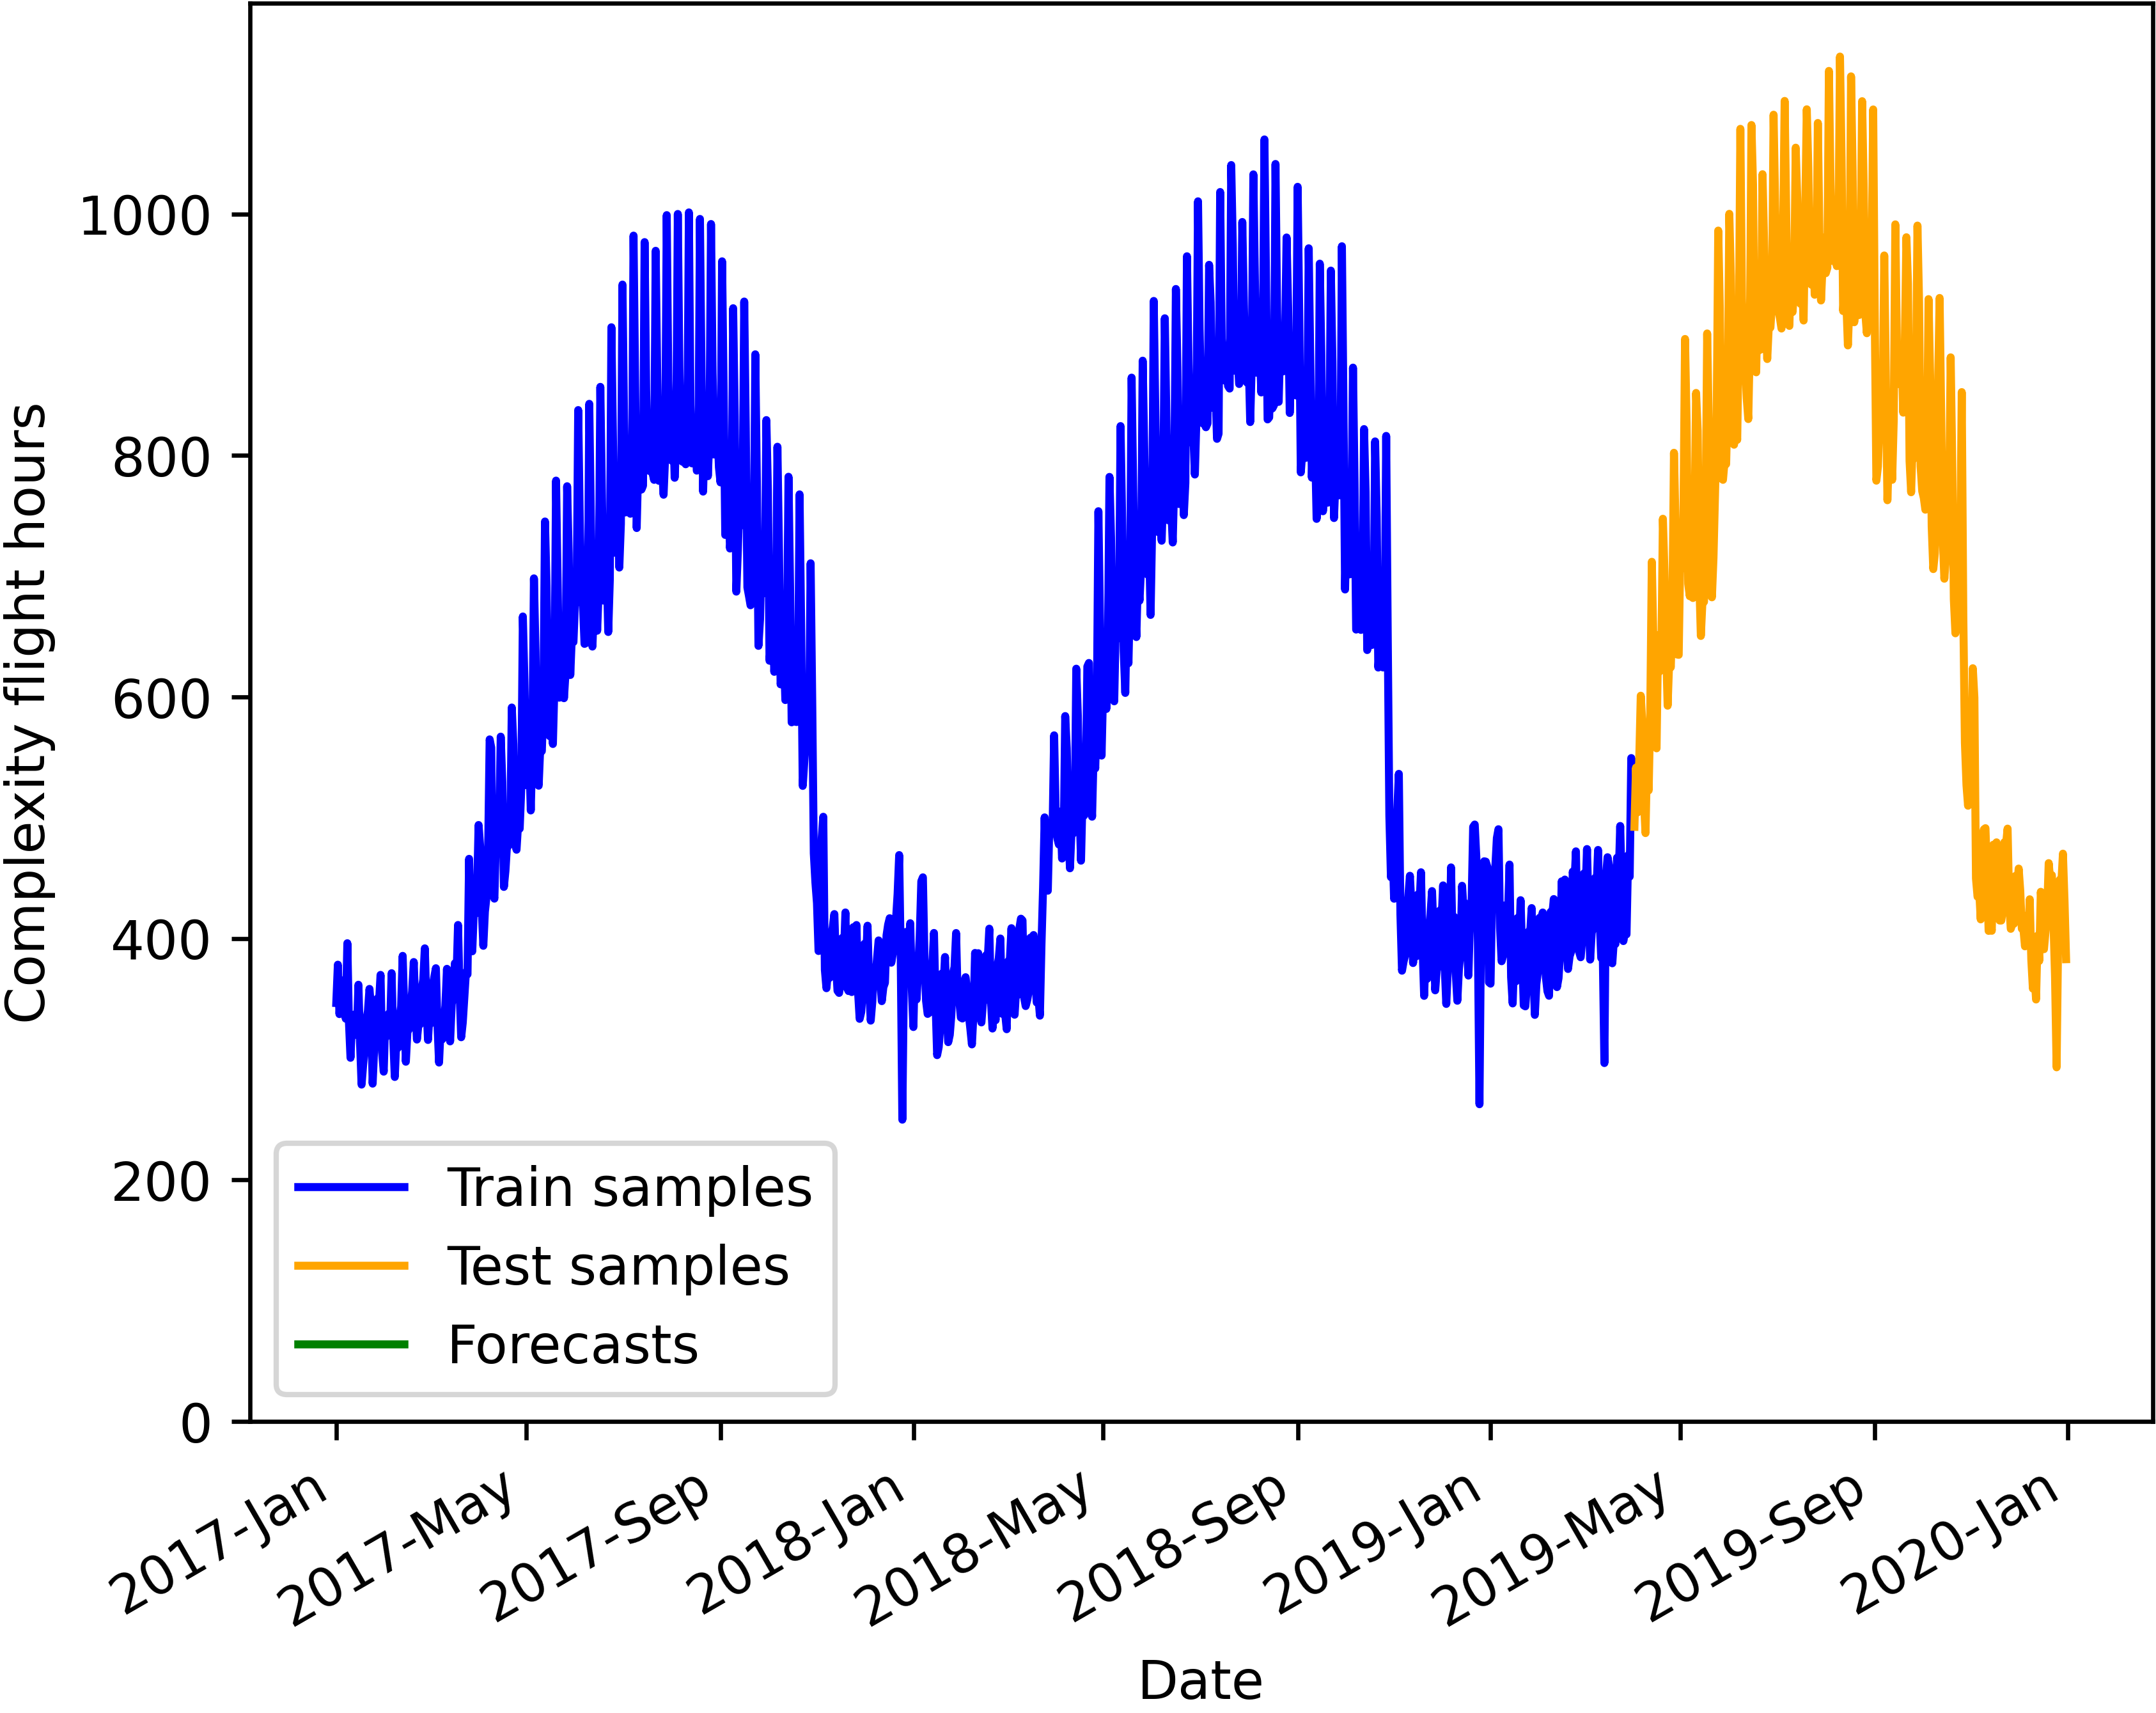 Complexity flight hours
1000
800
600
400
200
0
Train samples
Test samples
Forecasts
2017-Jan
2017-May
2017-Sep
2018-Jan
2018-May
2018-Sep
2019-Jan
2019-May
2019-Sep
2020-Jan
Date